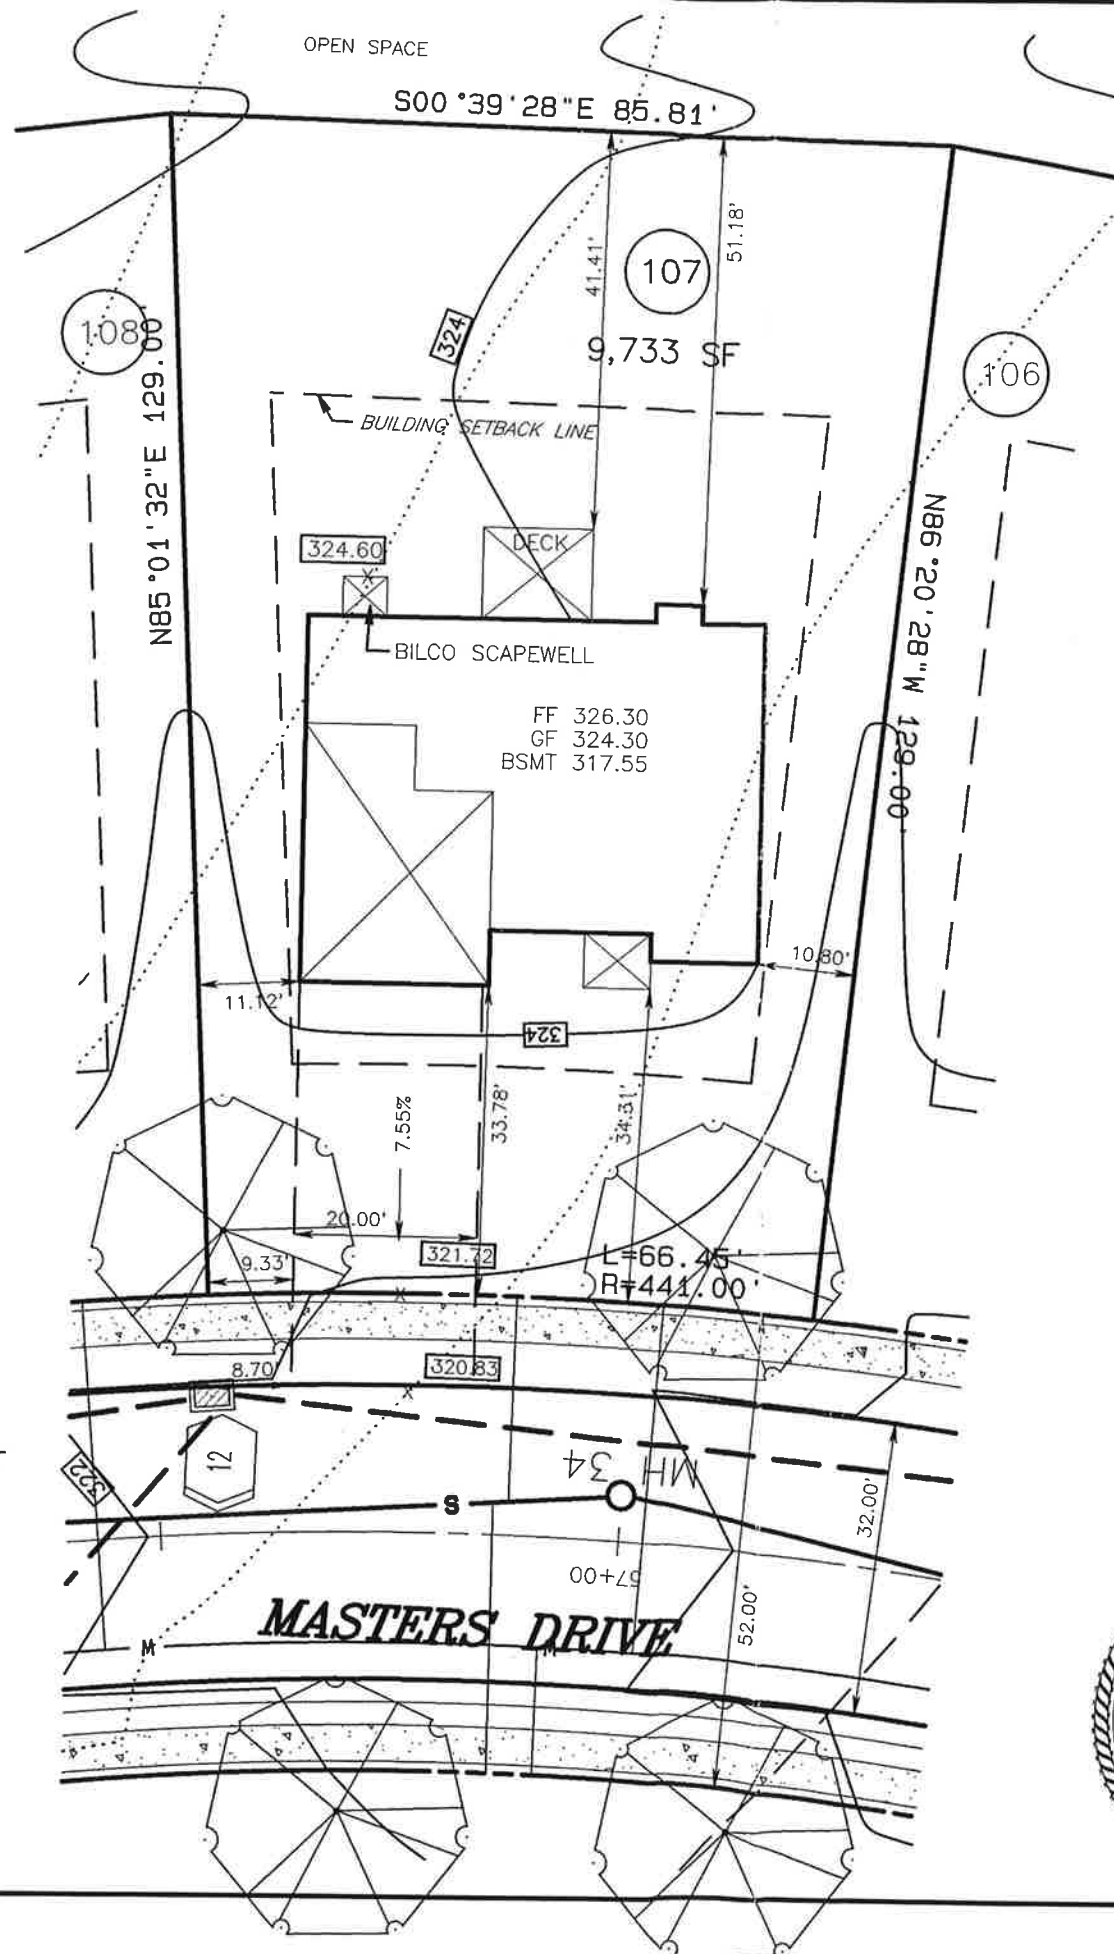 OPEN SPACE
S00°39'28"E 85.81'
108
N85°01'32"E 129.00'
324
41.41'
107
51.18'
9,733 SF
106
BUILDING SETBACK LINE
N86°20'28"W 129.00'
324.60
DECK
X
BILCO SCAPEWELL
FF 326.30
GF 324.30
BSMT 317.55
11.12'
10.80'
324
7.55%
33.78'
34.31'
20.00'
321.72
9.33'
L=66.45'
R=441.00'
X
8.70'
320.83
X
12
322
MH
34
S
32.00'
57+00
52.00'
MASTERS DRIVE
M
M